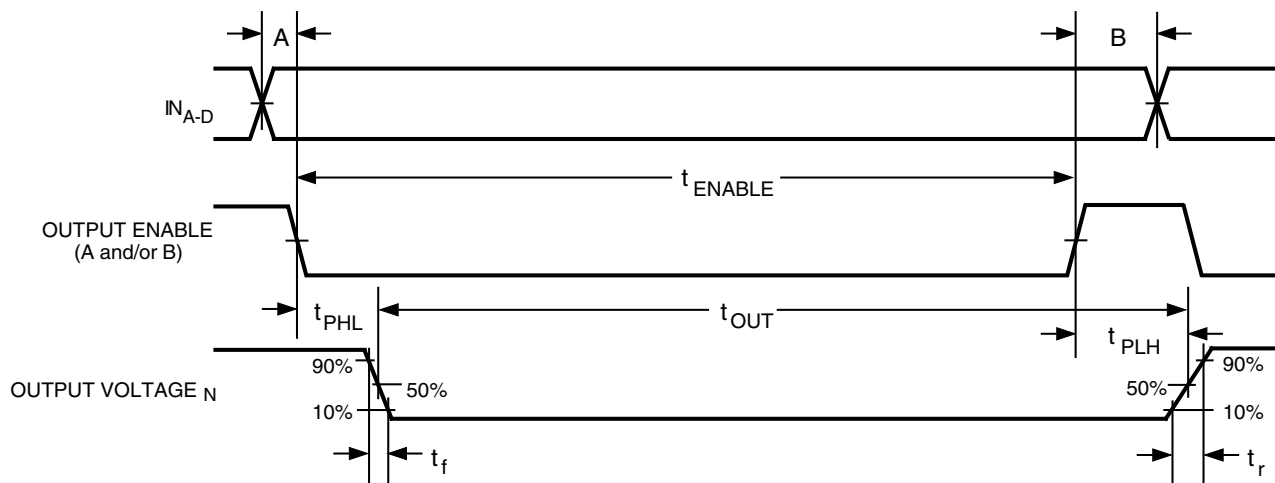 A
B
IN A-D
t ENABLE
OUTPUT ENABLE
(A and/or B)
t PHL
t OUT
t PLH
90%
90%
OUTPUT VOLTAGE N
50%
50%
10%
10%
t f
t r